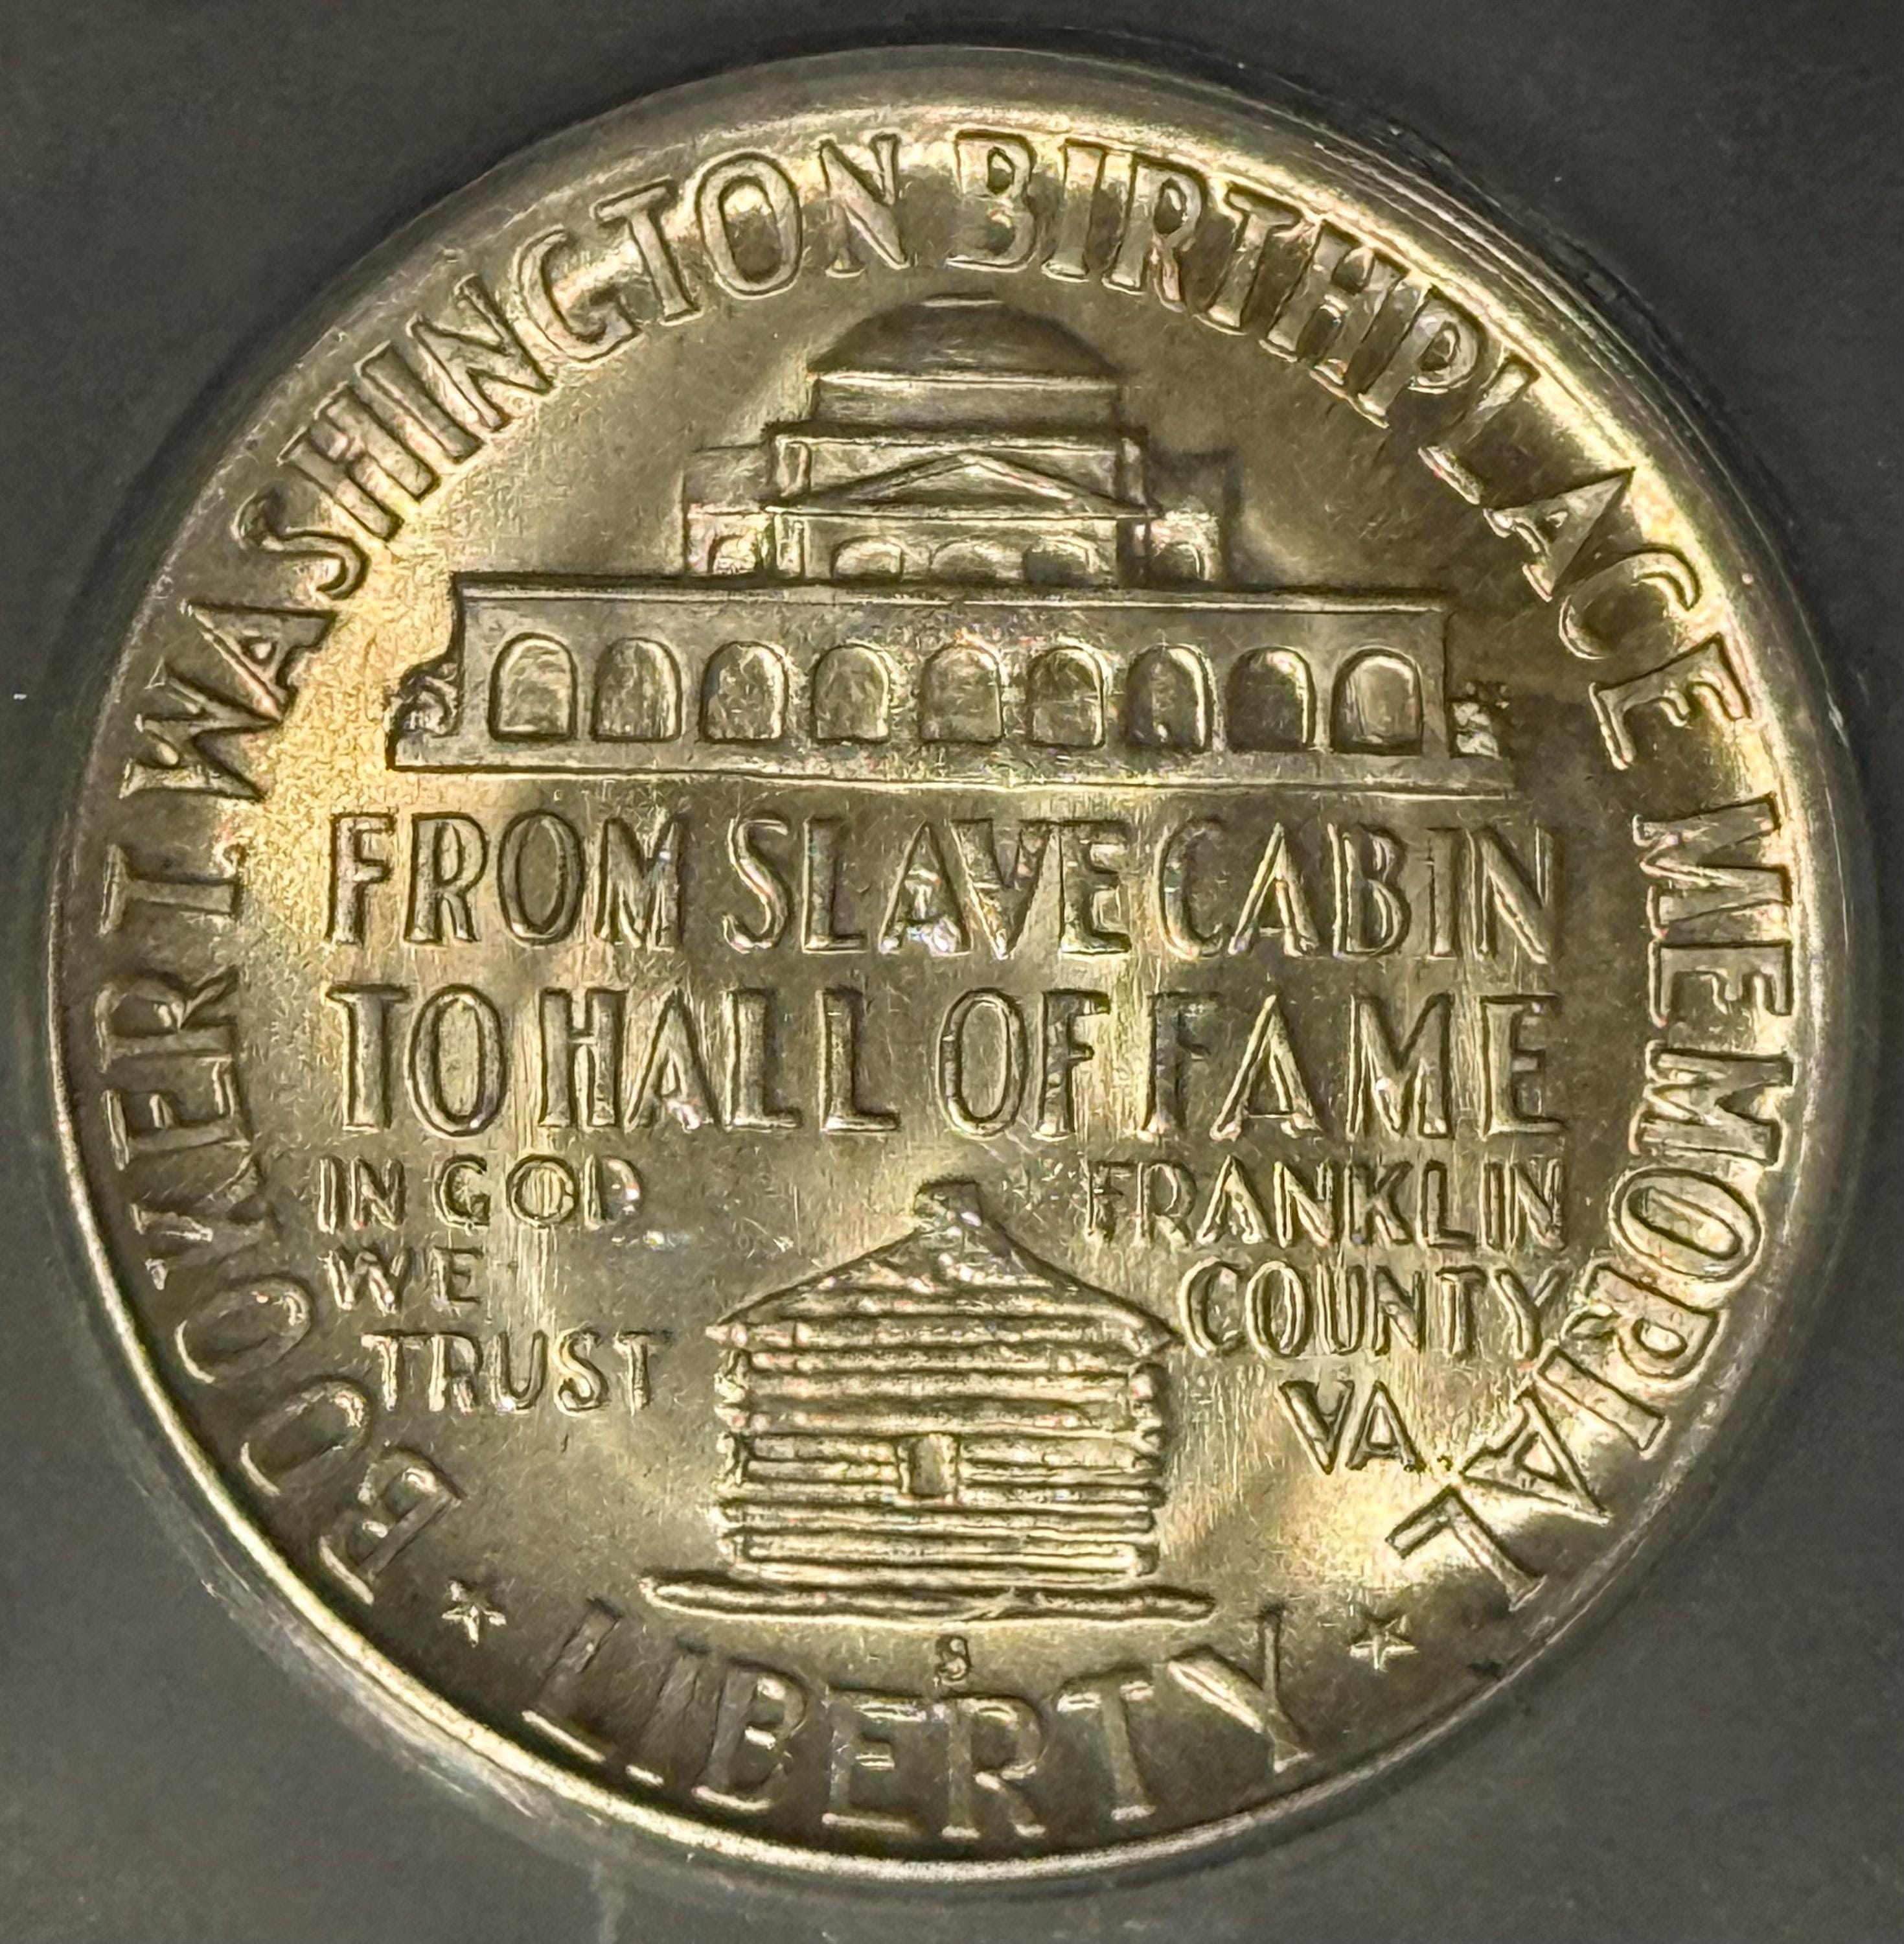 BOOKER T. WASHINGTON BIRTHPLACE MEMORIAL
FROM SLAVE CABIN
TO HALL OF FAME
IN GOD
WE
TRUST
FRANKLIN
COUNTY
VA.
S
LIBERTY